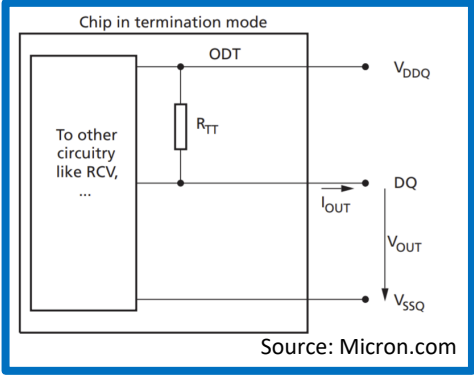 Chip in termination mode
ODT
VDDQ
RTT
To other
circuitry
like RCV,
...
DQ
IOUT
VOUT
VSSQ
Source: Micron.com